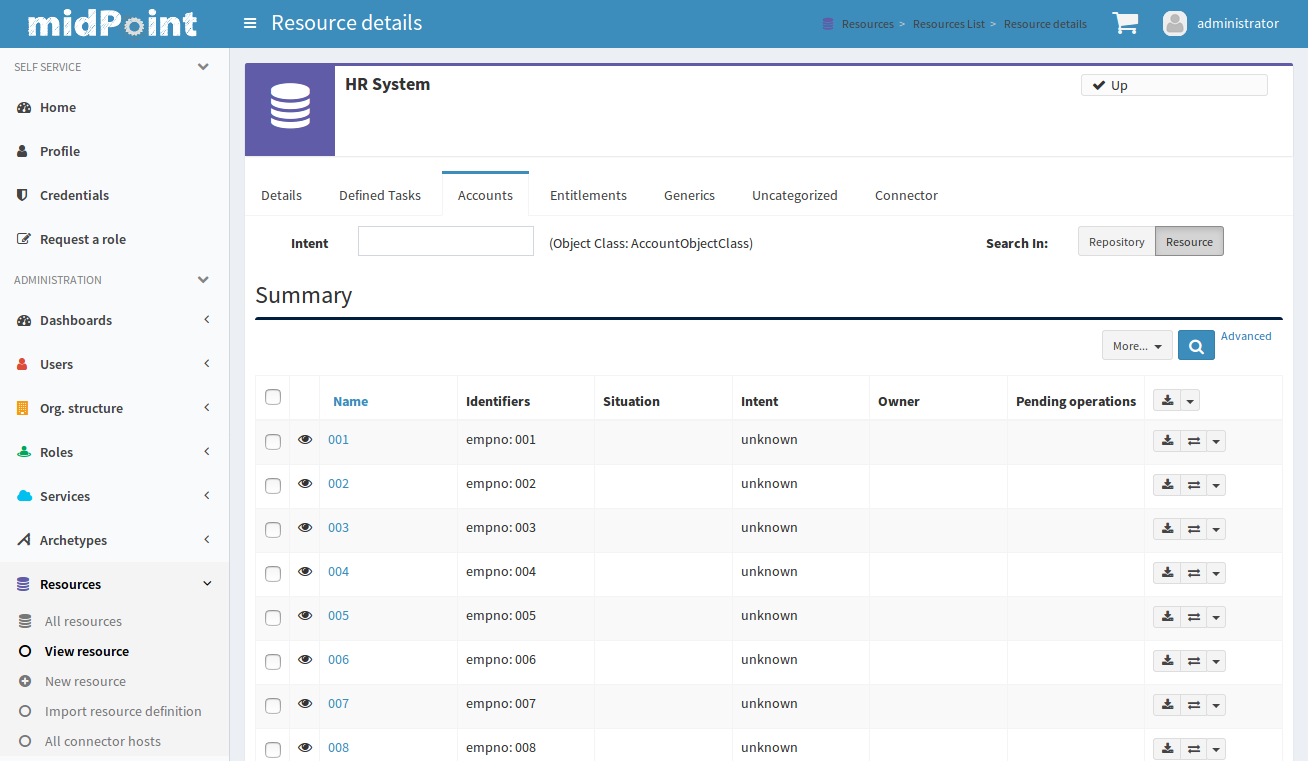 midPoint
Resource details
Resources > Resources List > Resource details
administrator
SELF SERVICE
Home
Profile
Credentials
Request a role
ADMINISTRATION
Dashboards
Users
Org. structure
Roles
Services
Archetypes
Resources
All resources
View resource
New resource
Import resource definition
All connector hosts
HR System
Up
Details Defined Tasks Accounts Entitlements Generics Uncategorized Connector
Intent (Object Class: AccountObjectClass) Search In: Repository Resource
Summary
More... Advanced
Name Identifiers Situation Intent Owner Pending operations
001 empno: 001 unknown
002 empno: 002 unknown
003 empno: 003 unknown
004 empno: 004 unknown
005 empno: 005 unknown
006 empno: 006 unknown
007 empno: 007 unknown
008 empno: 008 unknown